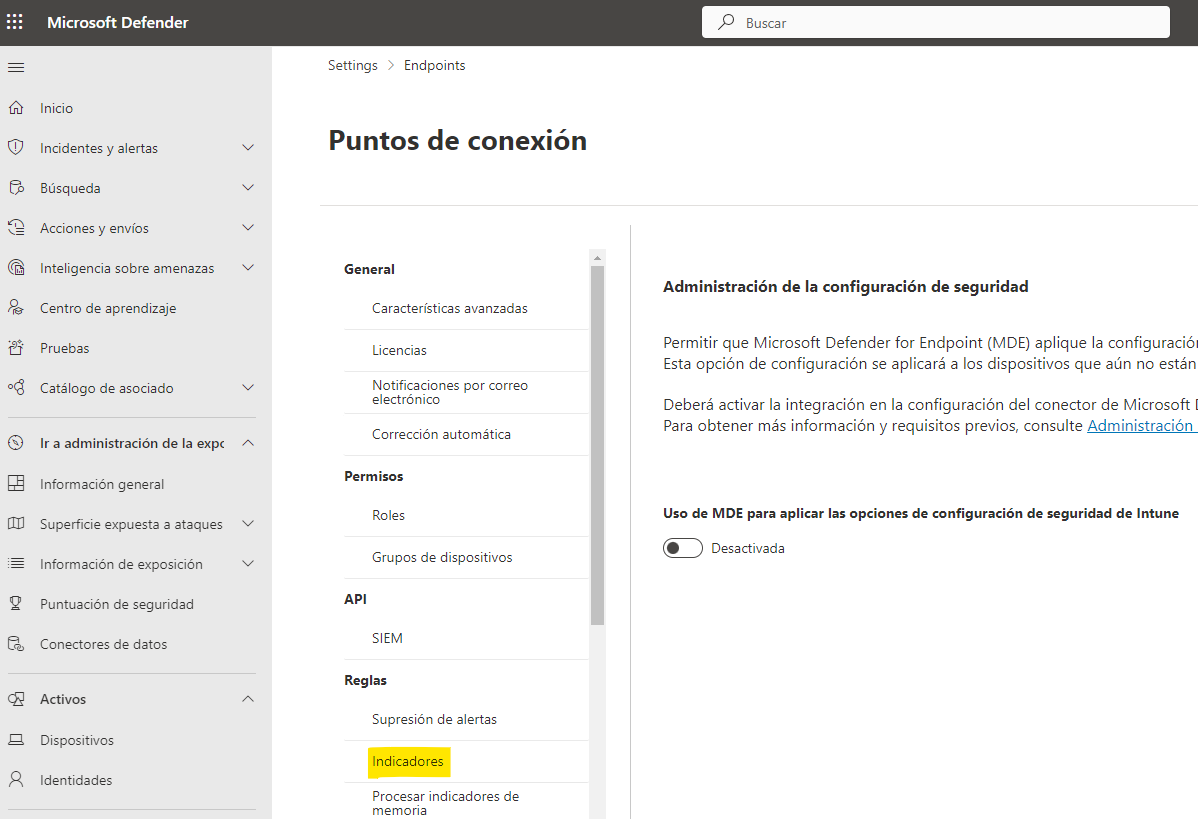 Microsoft Defender
Buscar
Inicio
Incidentes y alertas
Búsqueda
Acciones y envíos
Inteligencia sobre amenazas
Centro de aprendizaje
Pruebas
Catálogo de asociado
Ir a administración de la expo
Información general
Superficie expuesta a ataques
Información de exposición
Puntuación de seguridad
Conectores de datos
Activos
Dispositivos
Identidades
Settings > Endpoints
Puntos de conexión
General
Características avanzadas
Licencias
Notificaciones por correo
electrónico
Corrección automática
Permisos
Roles
Grupos de dispositivos
API
SIEM
Reglas
Supresión de alertas
Indicadores
Procesar indicadores de
memoria
Administración de la configuración de seguridad
Permitir que Microsoft Defender for Endpoint (MDE) aplique la configuración
Esta opción de configuración se aplicará a los dispositivos que aún no están
Deberá activar la integración en la configuración del conector de Microsoft D
Para obtener más información y requisitos previos, consulte Administración
Uso de MDE para aplicar las opciones de configuración de seguridad de Intune
Desactivada